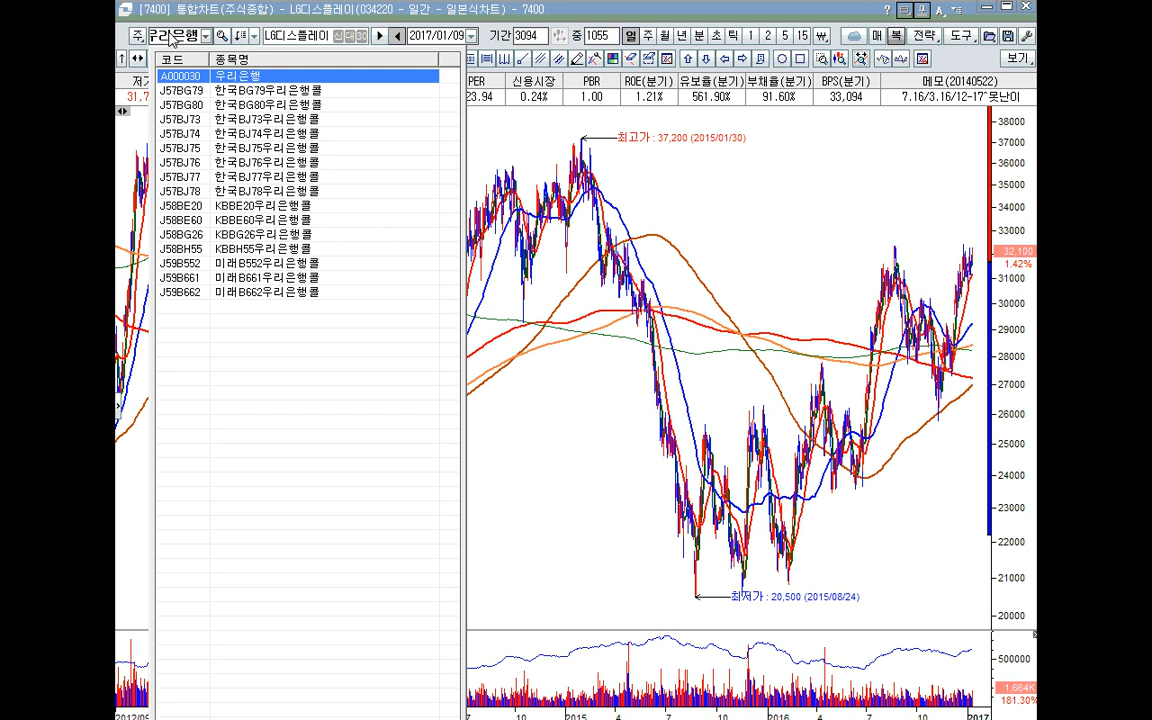 [7400] 통합차트(주식종합) - LG디스플레이(034220 - 일간 - 일본식차트) - 7400
주 우리은행 LG디스플레이 신 대 30 2017/01/09 기간 3094 중 1055 일 주 월 년 분 초 틱 1 2 5 15 매 복 전략 도구
보기
코드 종목명
A000030 우리은행
J57BG79 한국BG79우리은행콜
J57BG80 한국BG80우리은행콜
J57BJ73 한국BJ73우리은행콜
J57BJ74 한국BJ74우리은행콜
J57BJ75 한국BJ75우리은행콜
J57BJ76 한국BJ76우리은행콜
J57BJ77 한국BJ77우리은행콜
J57BJ78 한국BJ78우리은행콜
J58BE20 KBBE20우리은행콜
J58BE60 KBBE60우리은행콜
J58BG26 KBBG26우리은행콜
J58BH55 KBBH55우리은행콜
J59B552 미래B552우리은행콜
J59B661 미래B661우리은행콜
J59B662 미래B662우리은행콜
PER 신용시장 PBR ROE(분기) 유보율(분기) 부채율(분기) BPS(분기) 메모(20140522)
31,7 23.94 0.24% 1.00 1.21% 561.90% 91.60% 33,094 7.16/3.16/12-17^못난이
최고가 : 37,200 (2015/01/30)
38000
37000
36000
35000
34000
33000
32,100
1.42%
31000
30000
29000
28000
27000
26000
25000
24000
23000
22000
21000
20000
최저가 : 20,500 (2015/08/24)
500000
1,664K
181.30%
2012/09 10 2015 4 7 10 2016 4 7 10 2017